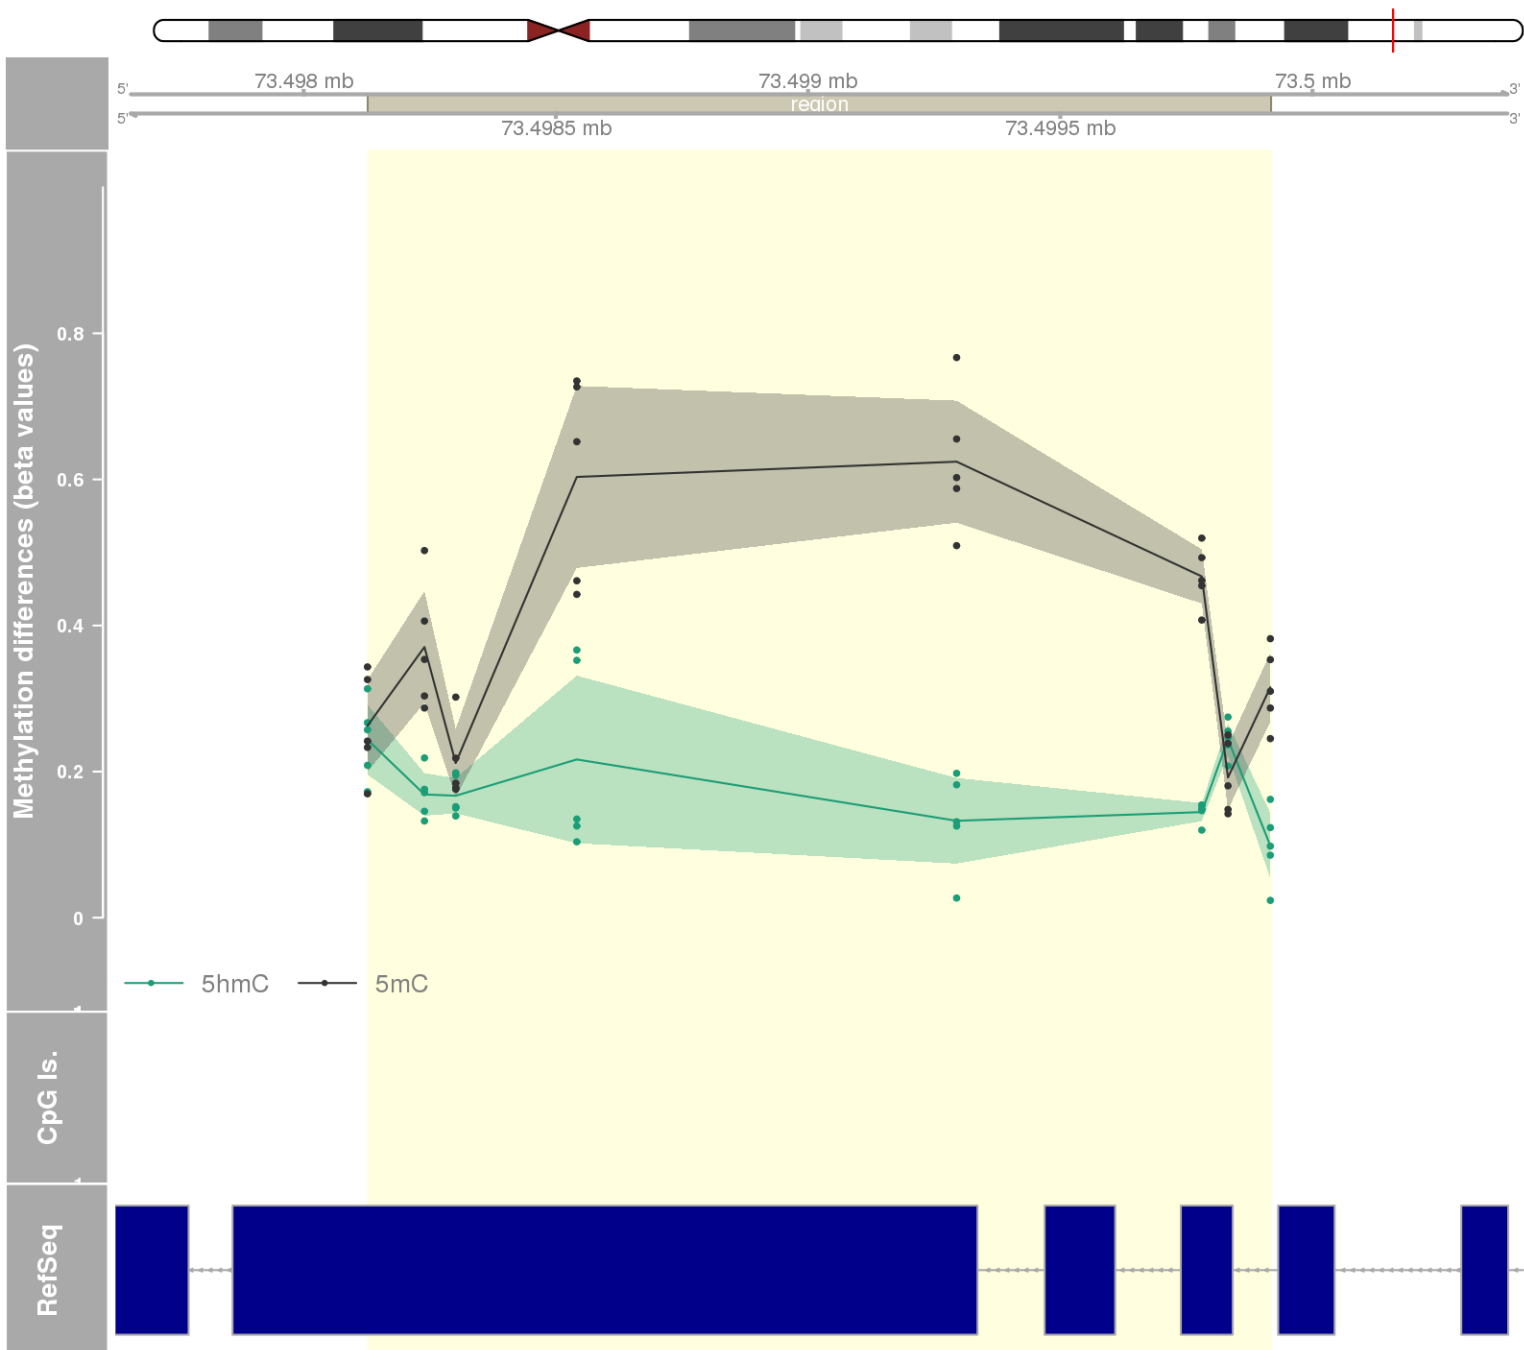 73.498 mb
73.499 mb
73.5 mb
5'
3'
region
5'
3'
73.4985 mb
73.4995 mb
Methylation differences (beta values)
0.8
0.6
0.4
0.2
0
5hmC
5mC
CpG Is.
RefSeq